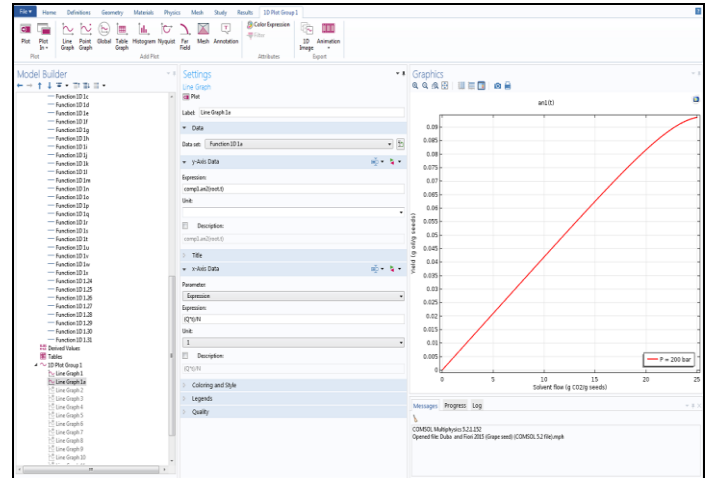 File Home Definitions Geometry Materials Physics Mesh Study Results 1D Plot Group 1
Plot Plot In Line Graph Point Graph Global Table Graph Histogram Nyquist Far Field Mesh Annotation Color Expression Filter 1D Image Animation
Plot Add Plot Attributes Export
Model Builder
Function 1D 1c
Function 1D 1d
Function 1D 1e
Function 1D 1f
Function 1D 1g
Function 1D 1h
Function 1D 1i
Function 1D 1j
Function 1D 1k
Function 1D 1l
Function 1D 1m
Function 1D 1n
Function 1D 1o
Function 1D 1p
Function 1D 1q
Function 1D 1r
Function 1D 1s
Function 1D 1t
Function 1D 1u
Function 1D 1v
Function 1D 1w
Function 1D 1x
Function 1D 1.24
Function 1D 1.25
Function 1D 1.26
Function 1D 1.27
Function 1D 1.28
Function 1D 1.29
Function 1D 1.30
Function 1D 1.31
Derived Values
Tables
1D Plot Group 1
Line Graph 1
Line Graph 1a
Line Graph 2
Line Graph 3
Line Graph 4
Line Graph 5
Line Graph 6
Line Graph 7
Line Graph 8
Line Graph 9
Line Graph 10
Settings
Line Graph
Plot
Label: Line Graph 1a
Data
Data set: Function 1D 1a
y-Axis Data
Expression:
comp1.an2(root.t)
Unit:
Description:
comp1.an2(root.t)
Title
x-Axis Data
Parameter:
Expression
Expression:
(Q*t)/N
Unit:
1
Description:
(Q*t)/N
Coloring and Style
Legends
Quality
Graphics
an1(t)
0.09
0.085
0.08
0.075
0.07
0.065
0.06
0.055
0.05
0.045
0.04
0.035
0.03
0.025
0.02
0.015
0.01
0.005
0
Yield (g oil/g seeds)
P = 200 bar
0 5 10 15 20 25
Solvent flow (g CO2/g seeds)
Messages Progress Log
COMSOL Multiphysics 5.2.1.152
Opened file: Duba and Fiori 2015 (Grape seed) (COMSOL 5.2 file).mph